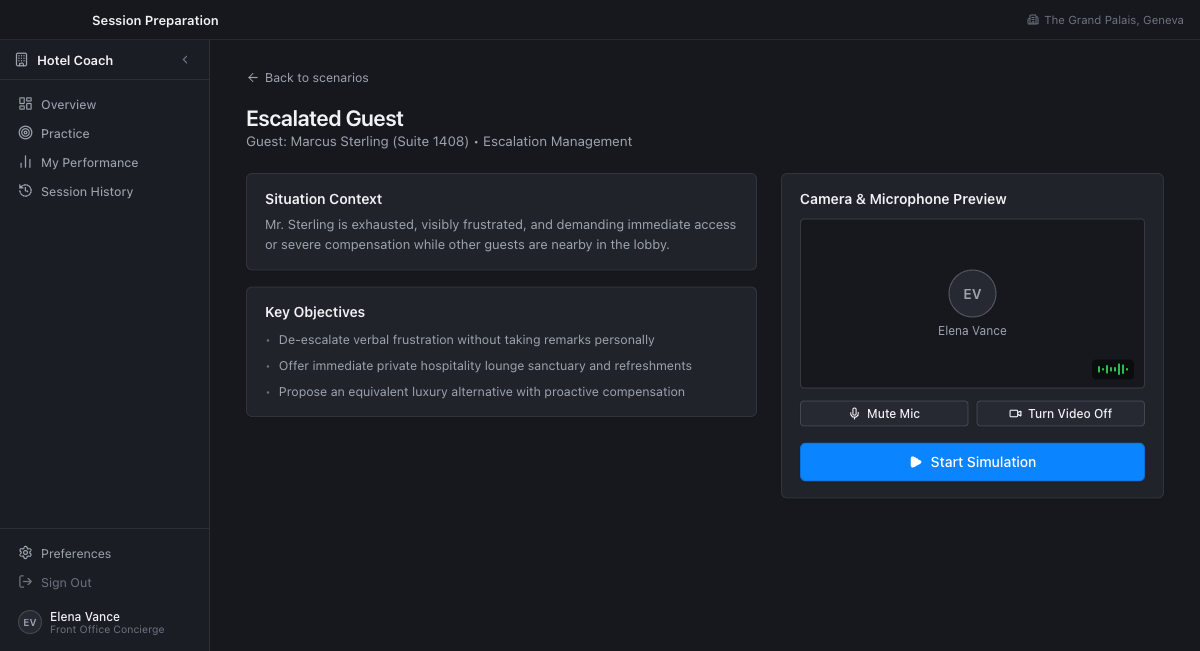 Session Preparation
The Grand Palais, Geneva
Hotel Coach
Overview
Practice
My Performance
Session History
Preferences
Sign Out
EV
Elena Vance
Front Office Concierge
Back to scenarios
Escalated Guest
Guest: Marcus Sterling (Suite 1408) • Escalation Management
Situation Context
Mr. Sterling is exhausted, visibly frustrated, and demanding immediate access
or severe compensation while other guests are nearby in the lobby.
Key Objectives
• De-escalate verbal frustration without taking remarks personally
• Offer immediate private hospitality lounge sanctuary and refreshments
• Propose an equivalent luxury alternative with proactive compensation
Camera & Microphone Preview
EV
Elena Vance
Mute Mic
Turn Video Off
Start Simulation